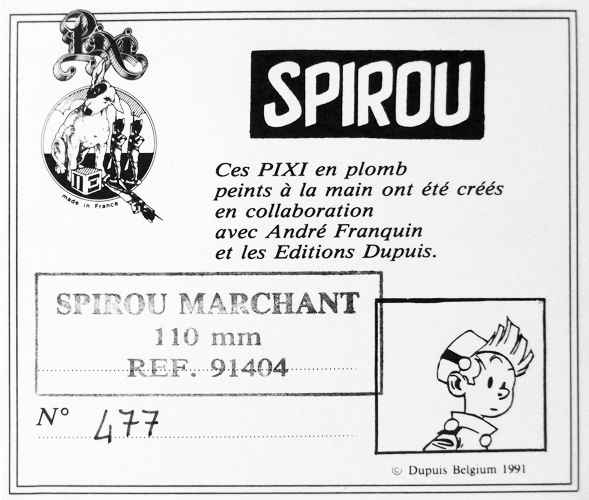 Pixi
made in France
SPIROU
Ces PIXI en plomb
peints à la main ont été créés
en collaboration
avec André Franquin
et les Editions Dupuis.
SPIROU MARCHANT
110 mm
REF. 91404
N° 477
© Dupuis Belgium 1991